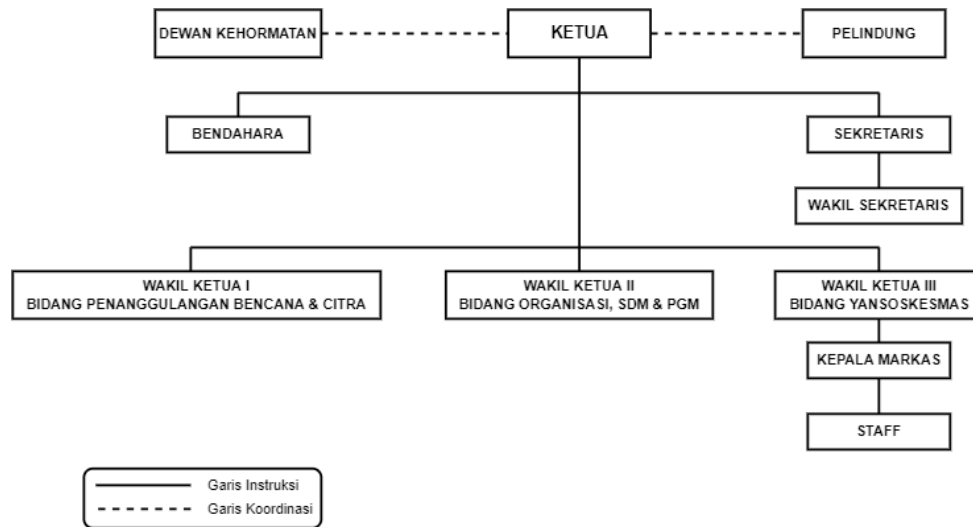 DEWAN KEHORMATAN
KETUA
PELINDUNG
BENDAHARA
SEKRETARIS
WAKIL SEKRETARIS
WAKIL KETUA I
BIDANG PENANGGULANGAN BENCANA & CITRA
WAKIL KETUA II
BIDANG ORGANISASI, SDM & PGM
WAKIL KETUA III
BIDANG YANSOSKESMAS
KEPALA MARKAS
STAFF
Garis Instruksi
Garis Koordinasi